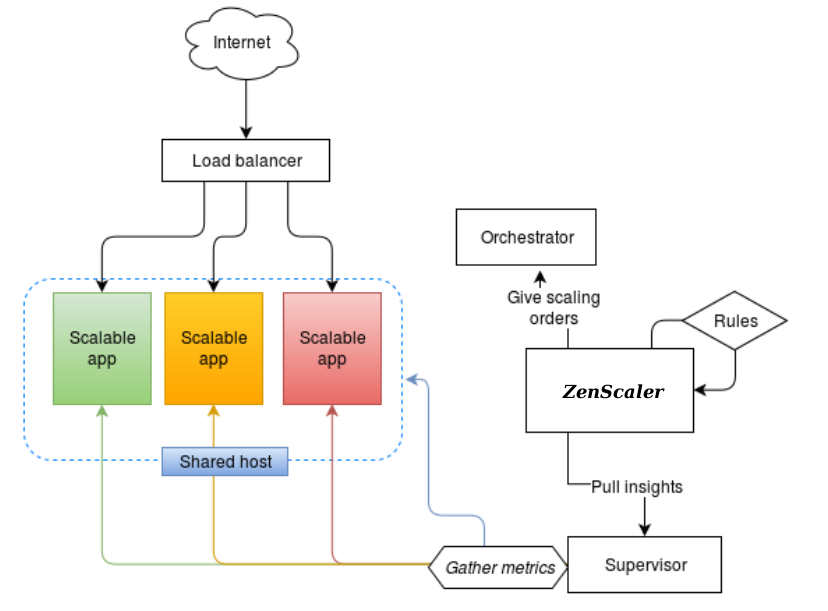 Internet
Load balancer
Orchestrator
Give scaling
orders
Rules
Scalable
app
Scalable
app
Scalable
app
ZenScaler
Shared host
Pull insights
Gather metrics
Supervisor